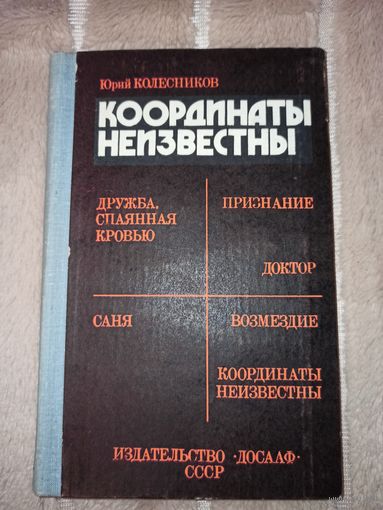 Юрий КОЛЕСНИКОВ
КООРДИНАТЫ
НЕИЗВЕСТНЫ
ДРУЖБА,
СПАЯННАЯ
КРОВЬЮ
ПРИЗНАНИЕ
ДОКТОР
САНЯ
ВОЗМЕЗДИЕ
КООРДИНАТЫ
НЕИЗВЕСТНЫ
ИЗДАТЕЛЬСТВО ·ДОСААФ·
СССР